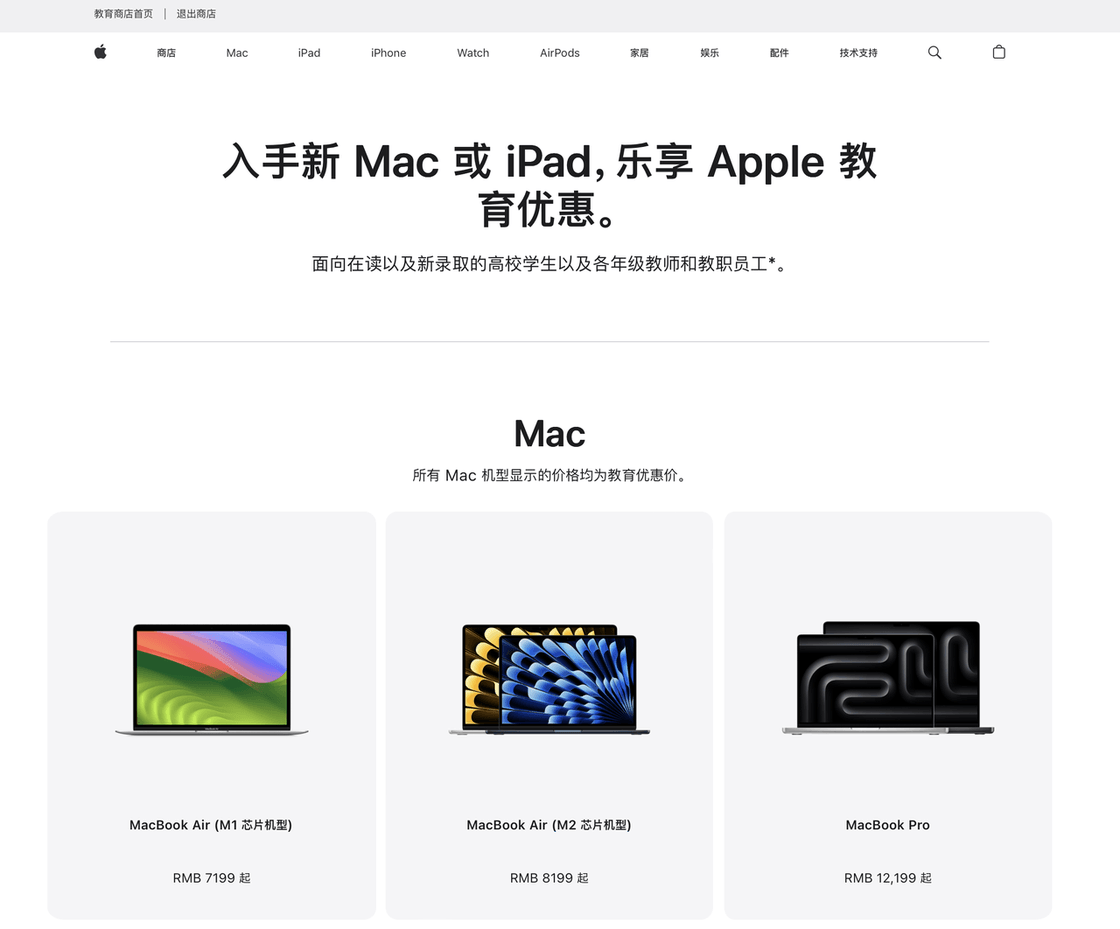 教育商店首页 | 退出商店
商店 Mac iPad iPhone Watch AirPods 家居 娱乐 配件 技术支持
入手新 Mac 或 iPad，乐享 Apple 教
育优惠。
面向在读以及新录取的高校学生以及各年级教师和教职员工*。
Mac
所有 Mac 机型显示的价格均为教育优惠价。
MacBook Air (M1 芯片机型) MacBook Air (M2 芯片机型) MacBook Pro
RMB 7199 起 RMB 8199 起 RMB 12,199 起